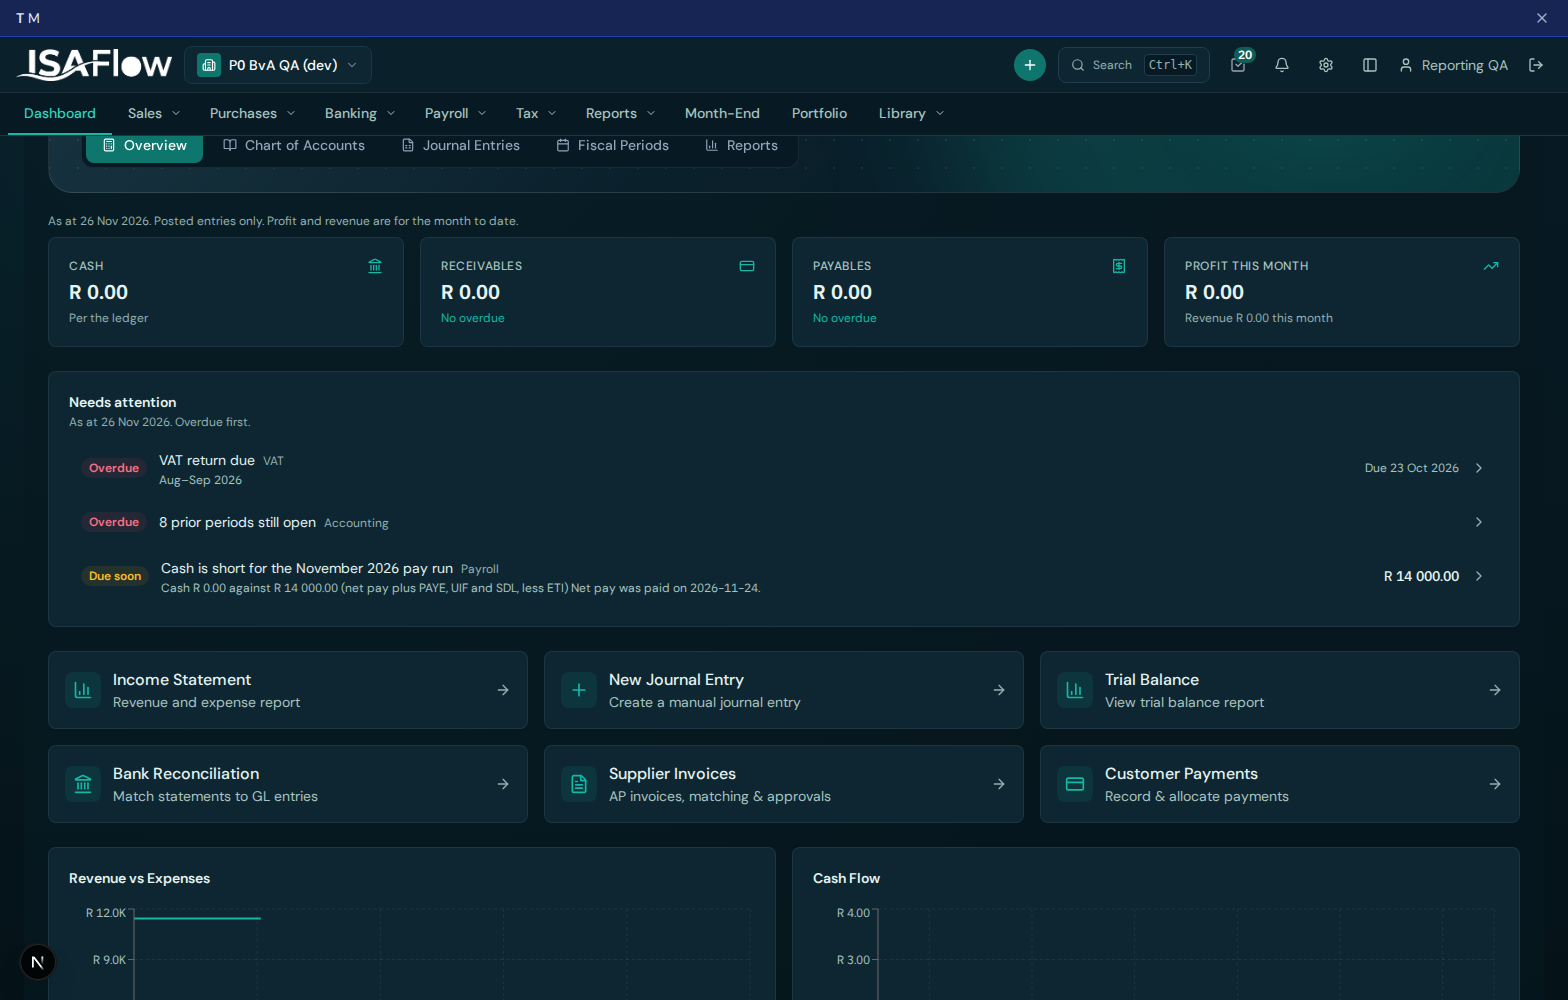 T M
ISAFlow
P0 BvA QA (dev)
Search Ctrl+K
20
Reporting QA
Dashboard Sales Purchases Banking Payroll Tax Reports Month-End Portfolio Library
Overview Chart of Accounts Journal Entries Fiscal Periods Reports
As at 26 Nov 2026. Posted entries only. Profit and revenue are for the month to date.
CASH
R 0.00
Per the ledger
RECEIVABLES
R 0.00
No overdue
PAYABLES
R 0.00
No overdue
PROFIT THIS MONTH
R 0.00
Revenue R 0.00 this month
Needs attention
As at 26 Nov 2026. Overdue first.
Overdue VAT return due VAT
Aug–Sep 2026
Due 23 Oct 2026
Overdue 8 prior periods still open Accounting
Due soon Cash is short for the November 2026 pay run Payroll
Cash R 0.00 against R 14 000.00 (net pay plus PAYE, UIF and SDL, less ETI) Net pay was paid on 2026-11-24.
R 14 000.00
Income Statement
Revenue and expense report
New Journal Entry
Create a manual journal entry
Trial Balance
View trial balance report
Bank Reconciliation
Match statements to GL entries
Supplier Invoices
AP invoices, matching & approvals
Customer Payments
Record & allocate payments
Revenue vs Expenses
R 12.0K
R 9.0K
Cash Flow
R 4.00
R 3.00
N